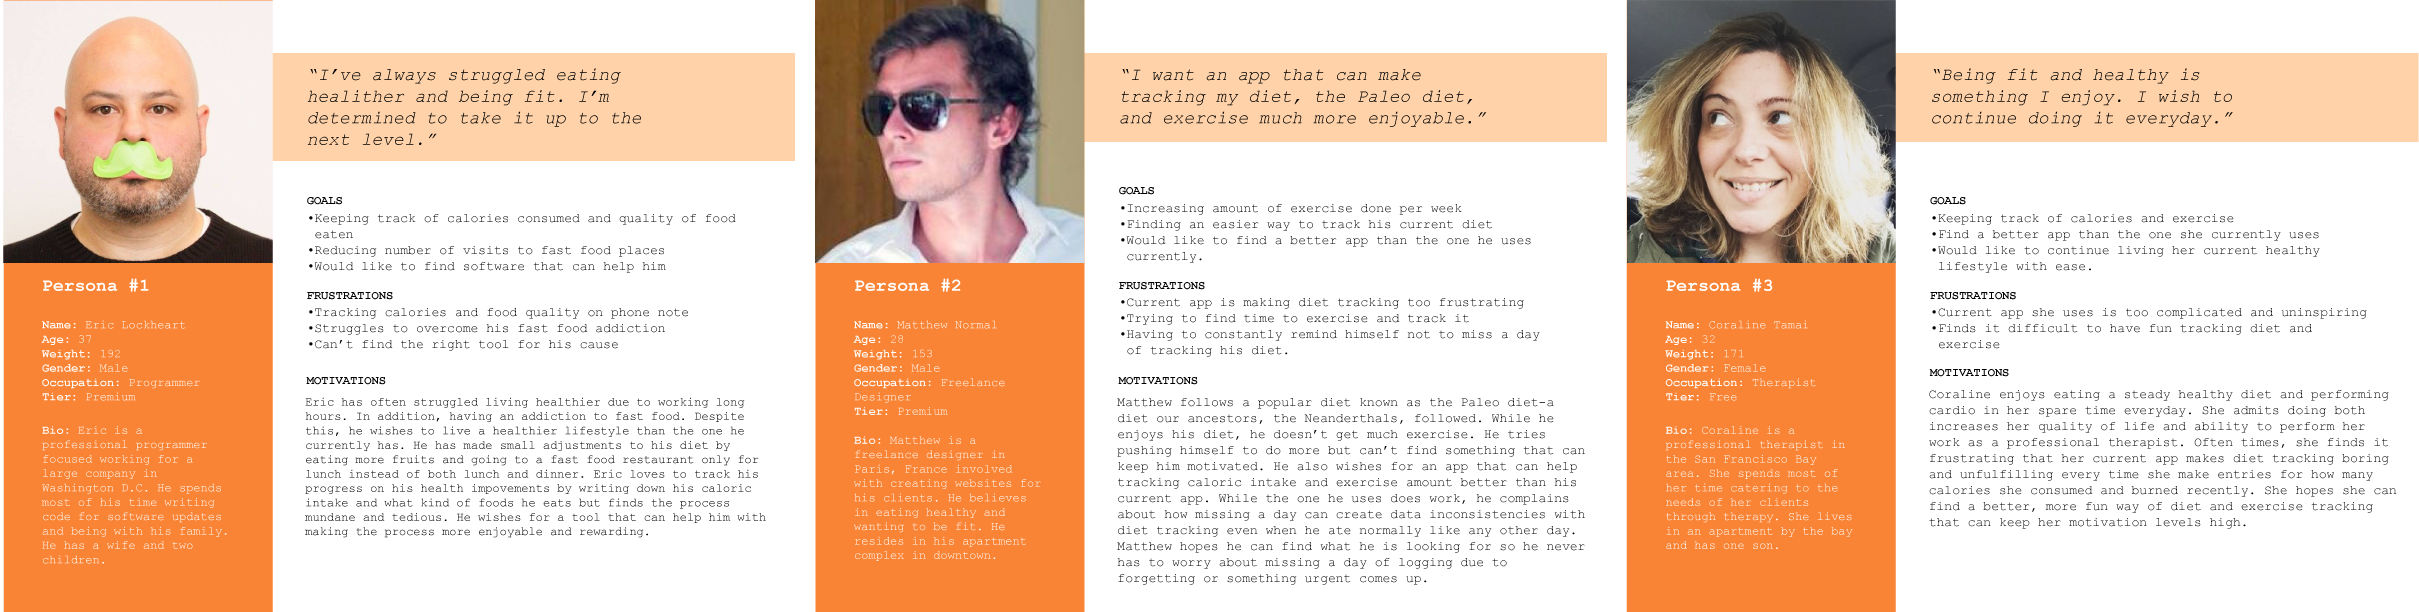 “I’ve always struggled eating
healither and being fit. I’m
determined to take it up to the
next level.”
GOALS
•Keeping track of calories consumed and quality of food
eaten
•Reducing number of visits to fast food places
•Would like to find software that can help him
FRUSTRATIONS
•Tracking calories and food quality on phone note
•Struggles to overcome his fast food addiction
•Can’t find the right tool for his cause
MOTIVATIONS
Eric has often struggled living healthier due to working long
hours. In addition, having an addiction to fast food. Despite
this, he wishes to live a healthier lifestyle than the one he
currently has. He has made small adjustments to his diet by
eating more fruits and going to a fast food restaurant only for
lunch instead of both lunch and dinner. Eric loves to track his
progress on his health impovements by writing down his caloric
intake and what kind of foods he eats but finds the process
mundane and tedious. He wishes for a tool that can help him with
making the process more enjoyable and rewarding.
Persona #1
Name: Eric Lockheart
Age: 37
Weight: 192
Gender: Male
Occupation: Programmer
Tier: Premium
Bio: Eric is a
professional programmer
focused working for a
large company in
Washington D.C. He spends
most of his time writing
code for software updates
and being with his family.
He has a wife and two
children.
“I want an app that can make
tracking my diet, the Paleo diet,
and exercise much more enjoyable.”
GOALS
•Increasing amount of exercise done per week
•Finding an easier way to track his current diet
•Would like to find a better app than the one he uses
currently.
FRUSTRATIONS
•Current app is making diet tracking too frustrating
•Trying to find time to exercise and track it
•Having to constantly remind himself not to miss a day
of tracking his diet.
MOTIVATIONS
Matthew follows a popular diet known as the Paleo diet-a
diet our ancestors, the Neanderthals, followed. While he
enjoys his diet, he doesn’t get much exercise. He tries
pushing himself to do more but can’t find something that can
keep him motivated. He also wishes for an app that can help
tracking caloric intake and exercise amount better than his
current app. While the one he uses does work, he complains
about how missing a day can create data inconsistencies with
diet tracking even when he ate normally like any other day.
Matthew hopes he can find what he is looking for so he never
has to worry about missing a day of logging due to
forgetting or something urgent comes up.
Persona #2
Name: Matthew Normal
Age: 28
Weight: 153
Gender: Male
Occupation: Freelance
Designer
Tier: Premium
Bio: Matthew is a
freelance designer in
Paris, France involved
with creating websites for
his clients. He believes
in eating healthy and
wanting to be fit. He
resides in his apartment
complex in downtown.
“Being fit and healthy is
something I enjoy. I wish to
continue doing it everyday.”
GOALS
•Keeping track of calories and exercise
•Find a better app than the one she currently uses
•Would like to continue living her current healthy
lifestyle with ease.
FRUSTRATIONS
•Current app she uses is too complicated and uninspiring
•Finds it difficult to have fun tracking diet and
exercise
MOTIVATIONS
Coraline enjoys eating a steady healthy diet and performing
cardio in her spare time everyday. She admits doing both
increases her quality of life and ability to perform her
work as a professional therapist. Often times, she finds it
frustrating that her current app makes diet tracking boring
and unfulfilling every time she make entries for how many
calories she consumed and burned recently. She hopes she can
find a better, more fun way of diet and exercise tracking
that can keep her motivation levels high.
Persona #3
Name: Coraline Tamai
Age: 32
Weight: 171
Gender: Female
Occupation: Therapist
Tier: Free
Bio: Coraline is a
professional therapist in
the San Francisco Bay
area. She spends most of
her time catering to the
needs of her clients
through therapy. She lives
in an apartment by the bay
and has one son.